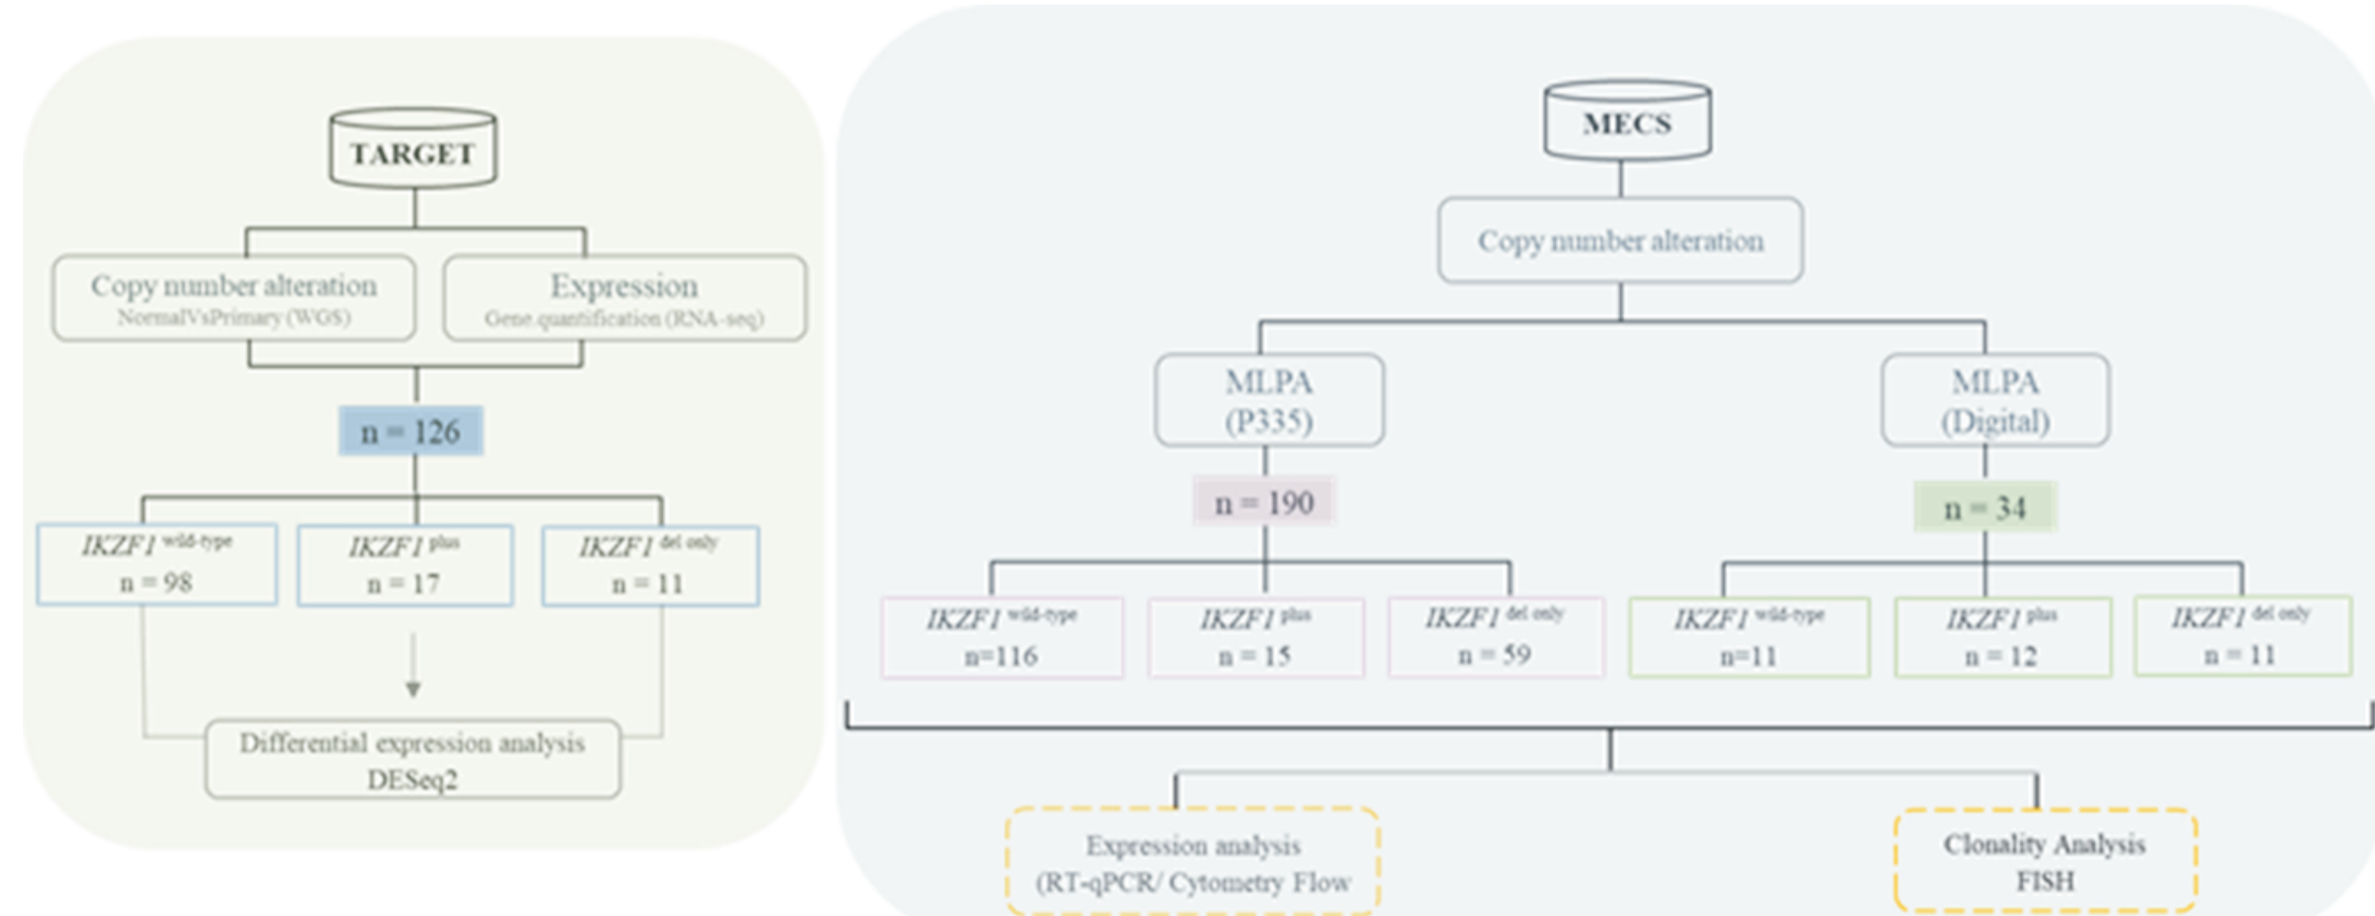 TARGET
Copy number alteration
NormalVsPrimary (WGS)
Expression
Gene.quantification (RNA-seq)
n = 126
IKZF1 wild-type
n = 98
IKZF1 plus
n = 17
IKZF1 del only
n = 11
Differential expression analysis
DESeq2
MECS
Copy number alteration
MLPA
(P335)
n = 190
IKZF1 wild-type
n=116
IKZF1 plus
n = 15
IKZF1 del only
n = 59
MLPA
(Digital)
n = 34
IKZF1 wild-type
n=11
IKZF1 plus
n = 12
IKZF1 del only
n = 11
Expression analysis
(RT-qPCR/ Cytometry Flow
Clonality Analysis
FISH